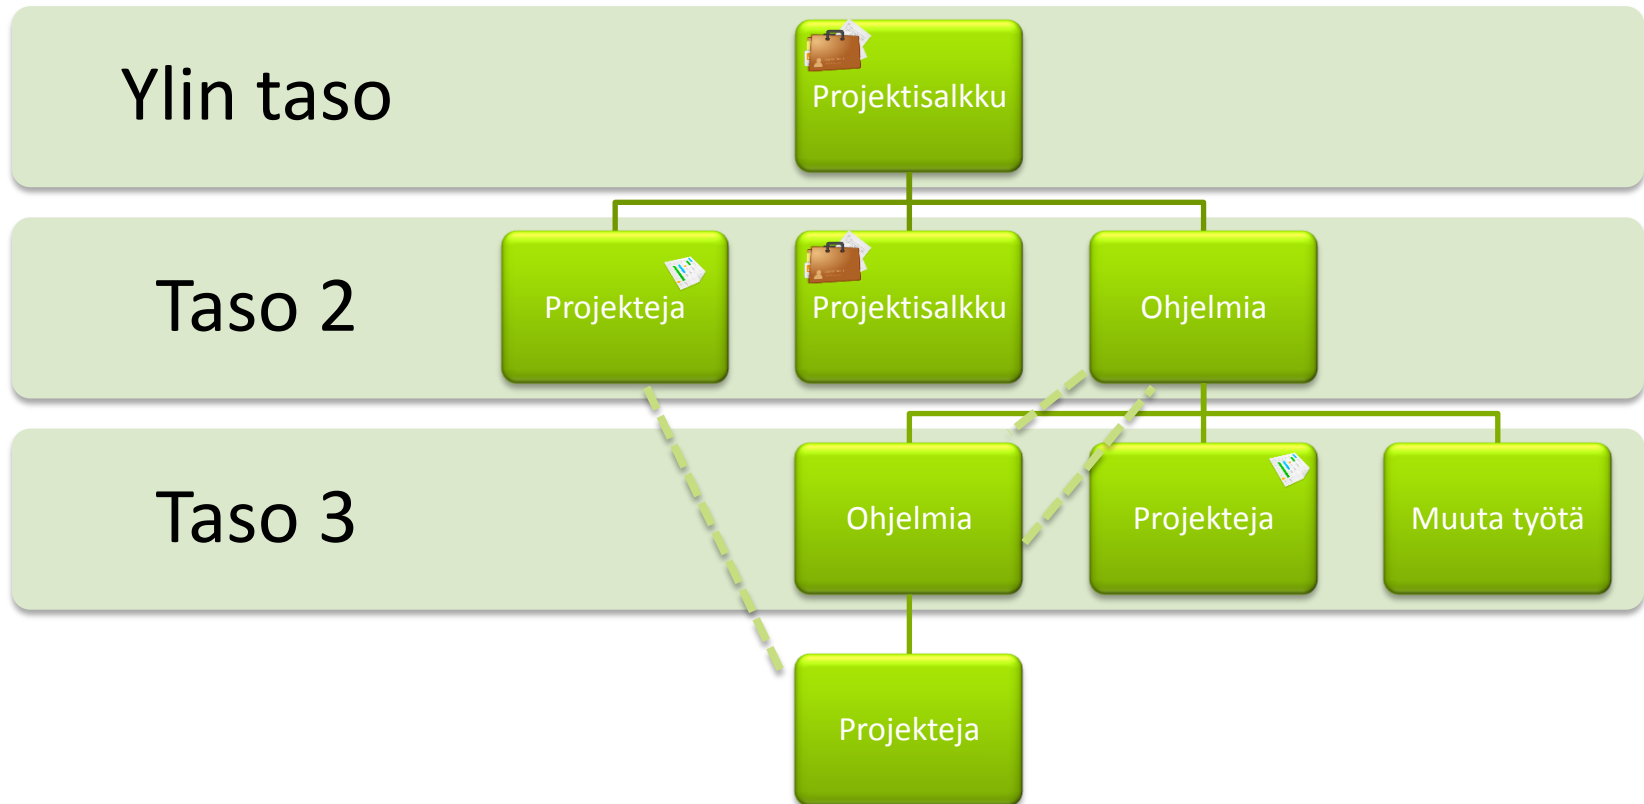 Ylin taso
Projektisalkku
Taso 2
Projekteja
Projektisalkku
Ohjelmia
Taso 3
Ohjelmia
Projekteja
Muuta työtä
Projekteja